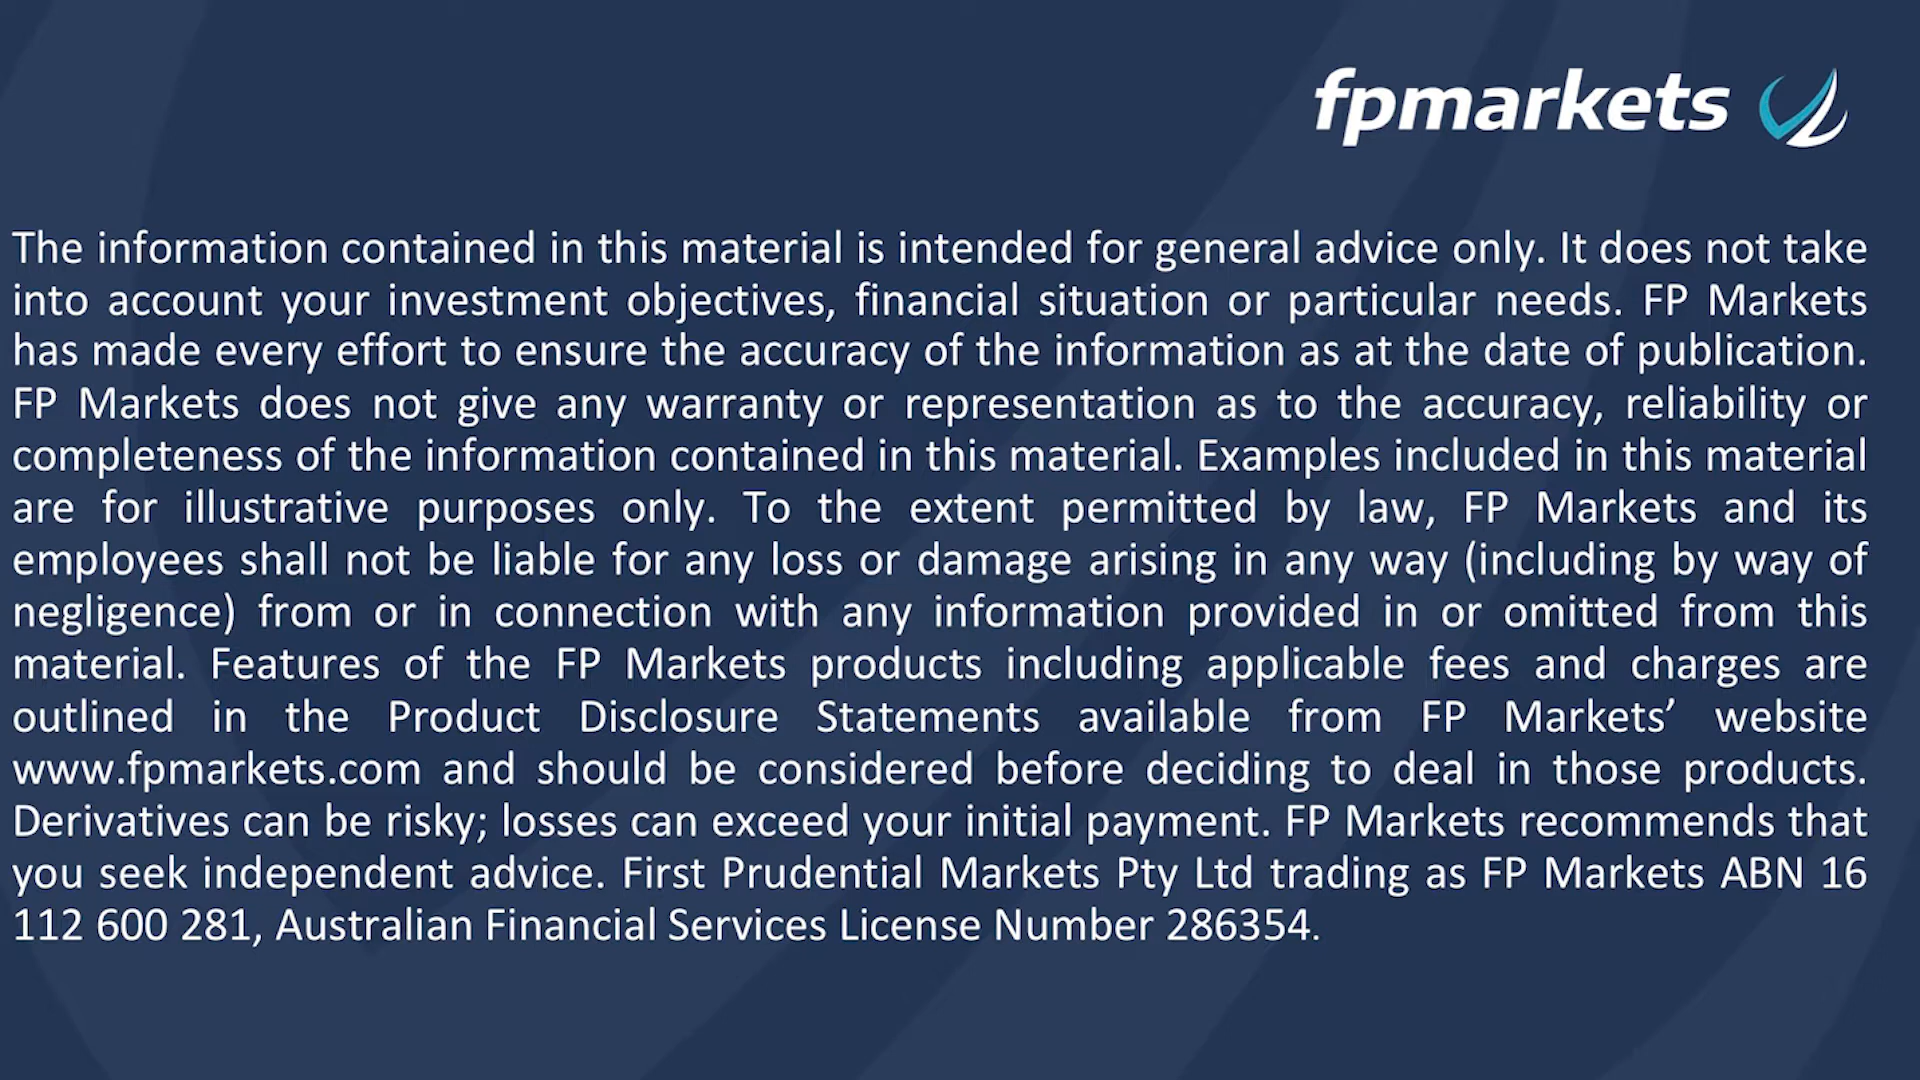 fpmarkets
The information contained in this material is intended for general advice only. It does not take
into account your investment objectives, financial situation or particular needs. FP Markets
has made every effort to ensure the accuracy of the information as at the date of publication.
FP Markets does not give any warranty or representation as to the accuracy, reliability or
completeness of the information contained in this material. Examples included in this material
are for illustrative purposes only. To the extent permitted by law, FP Markets and its
employees shall not be liable for any loss or damage arising in any way (including by way of
negligence) from or in connection with any information provided in or omitted from this
material. Features of the FP Markets products including applicable fees and charges are
outlined in the Product Disclosure Statements available from FP Markets’ website
www.fpmarkets.com and should be considered before deciding to deal in those products.
Derivatives can be risky; losses can exceed your initial payment. FP Markets recommends that
you seek independent advice. First Prudential Markets Pty Ltd trading as FP Markets ABN 16
112 600 281, Australian Financial Services License Number 286354.